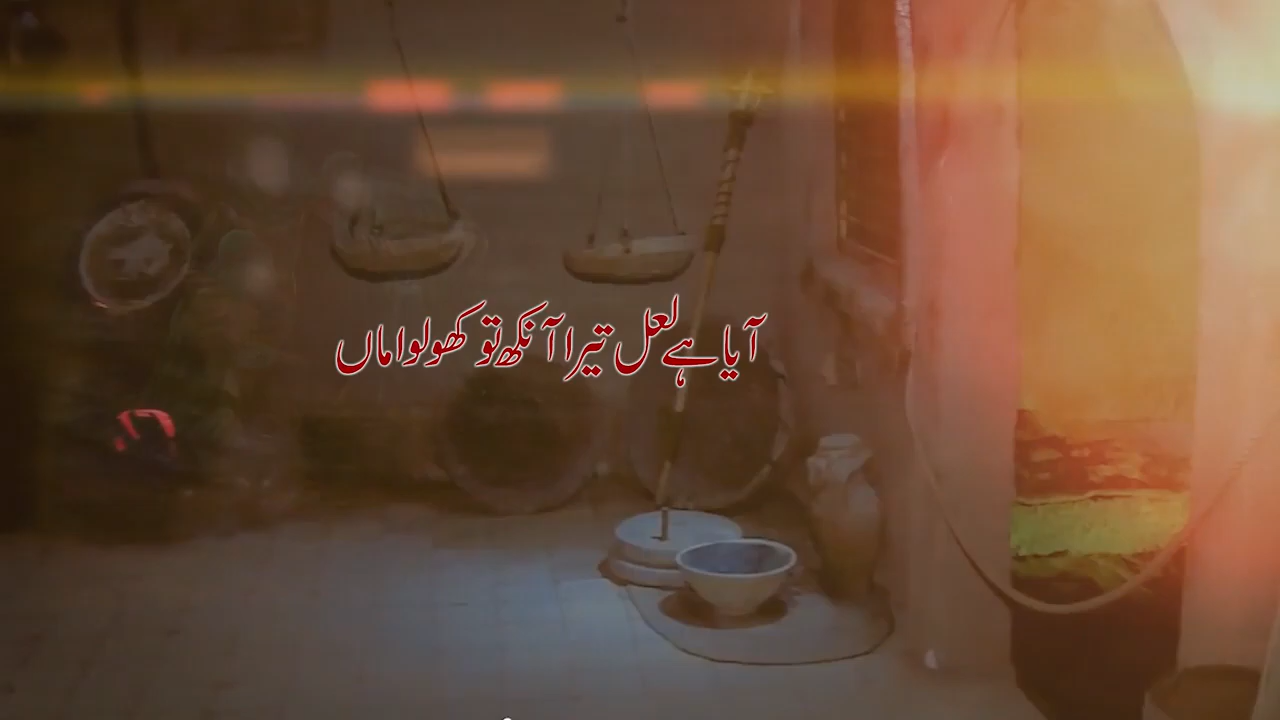 آیا ہے لعل تیرا آنکھ تو کھولو اماں